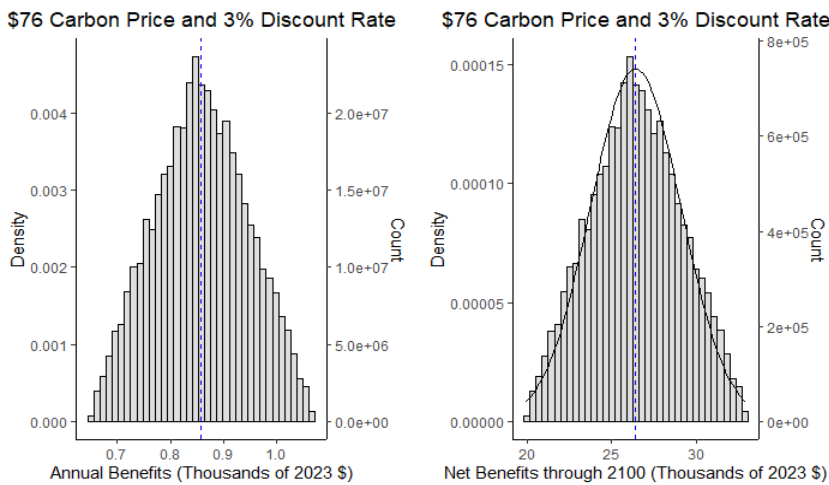 $76 Carbon Price and 3% Discount Rate
Density
0.004
0.003
0.002
0.001
0.000
2.0e+07
1.5e+07
1.0e+07
5.0e+06
0.0e+00
Count
0.7 0.8 0.9 1.0
Annual Benefits (Thousands of 2023 $)
$76 Carbon Price and 3% Discount Rate
Density
0.00015
0.00010
0.00005
0.00000
8e+05
6e+05
4e+05
2e+05
0e+00
Count
20 25 30
Net Benefits through 2100 (Thousands of 2023 $)